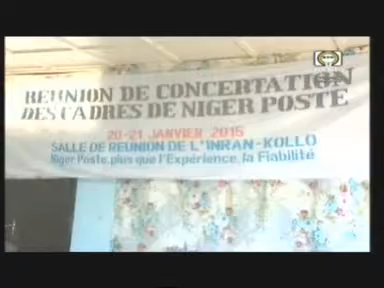 REUNION DE CONCERTATION
DES CADRES DE NIGER POSTE
20-21 JANVIER 2015
SALLE DE REUNION DE L'INRAN-KOLLO
Niger Poste, plus que l'Expérience, la Fiabilité